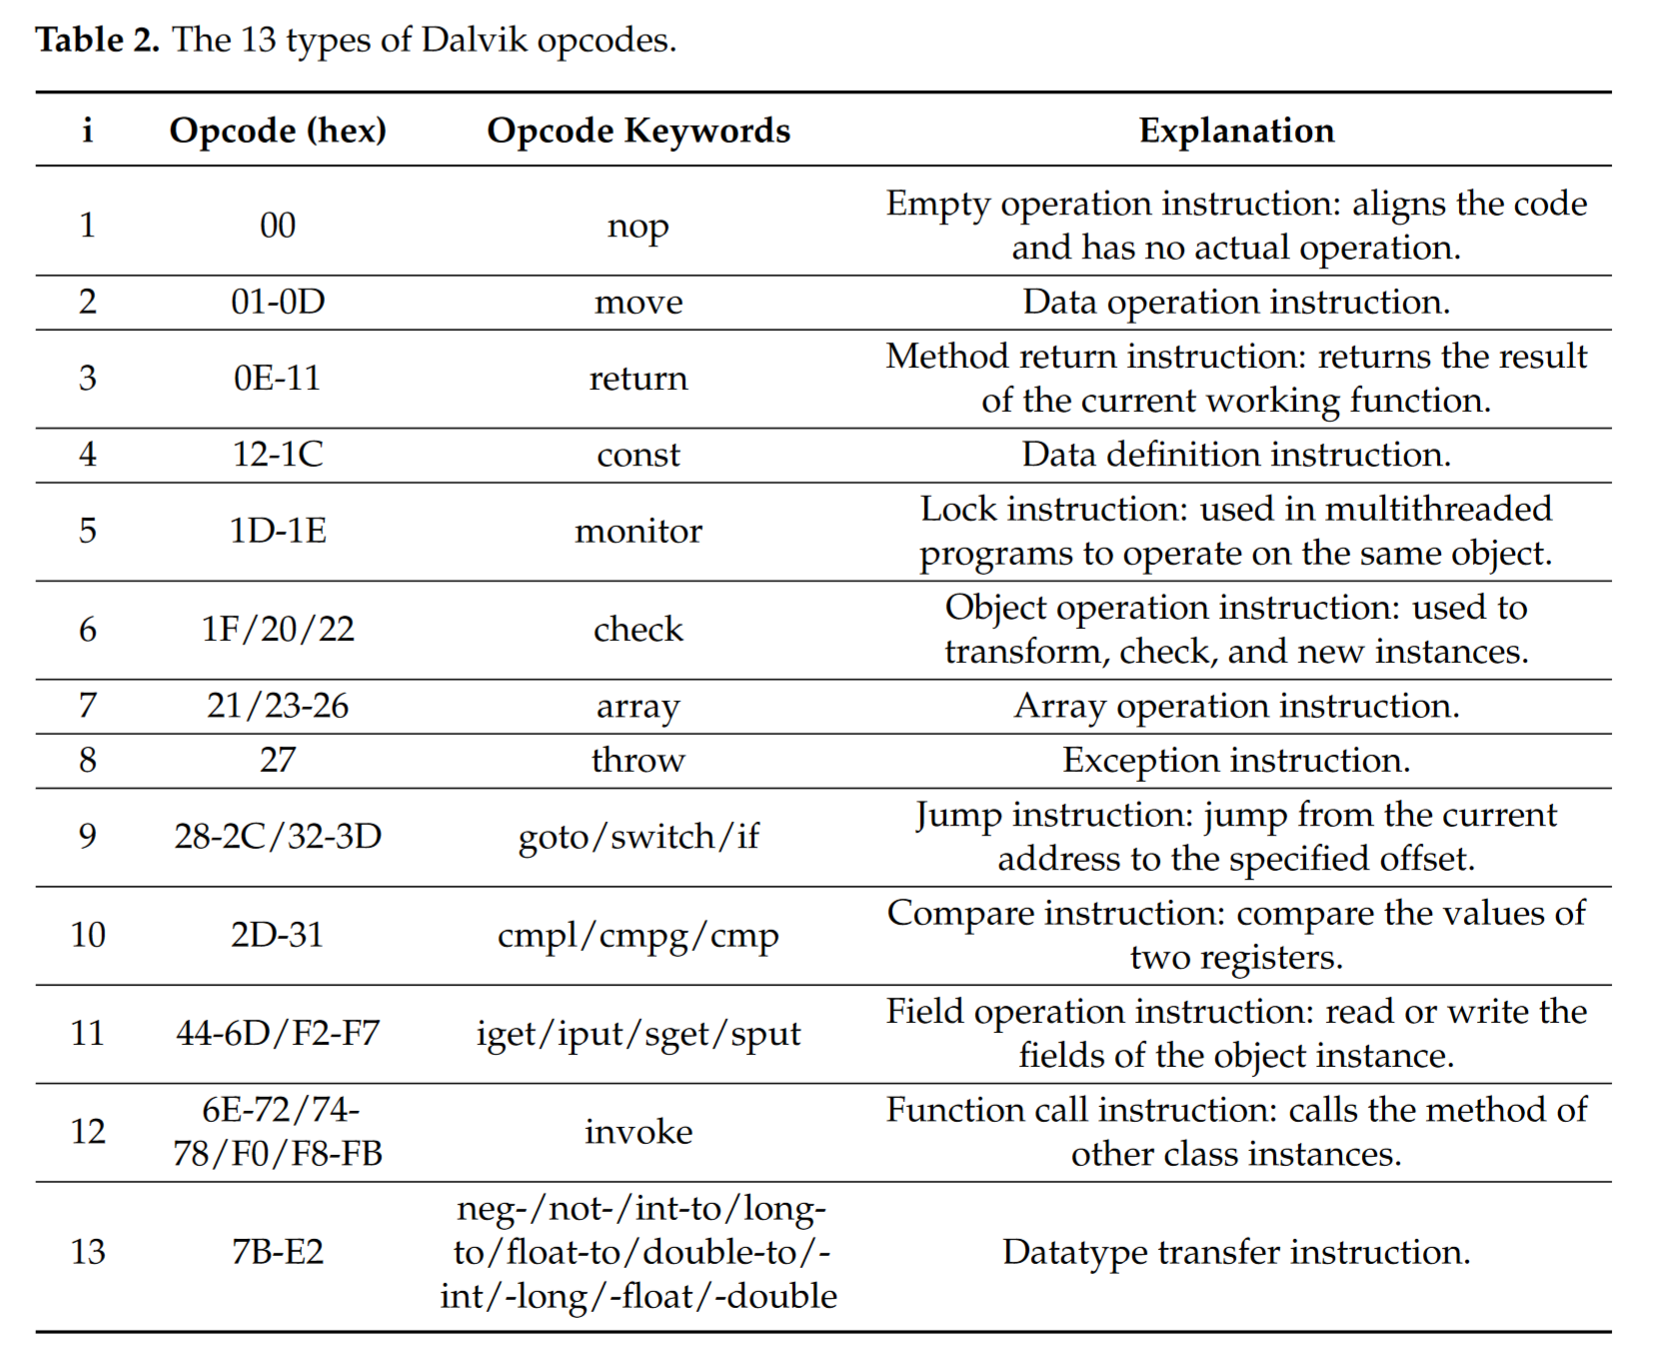 Table 2. The 13 types of Dalvik opcodes.
i Opcode (hex) Opcode Keywords Explanation
1 00 nop Empty operation instruction: aligns the code
and has no actual operation.
2 01-0D move Data operation instruction.
3 0E-11 return Method return instruction: returns the result
of the current working function.
4 12-1C const Data definition instruction.
5 1D-1E monitor Lock instruction: used in multithreaded
programs to operate on the same object.
6 1F/20/22 check Object operation instruction: used to
transform, check, and new instances.
7 21/23-26 array Array operation instruction.
8 27 throw Exception instruction.
9 28-2C/32-3D goto/switch/if Jump instruction: jump from the current
address to the specified offset.
10 2D-31 cmpl/cmpg/cmp Compare instruction: compare the values of
two registers.
11 44-6D/F2-F7 iget/iput/sget/sput Field operation instruction: read or write the
fields of the object instance.
12 6E-72/74-
78/F0/F8-FB invoke Function call instruction: calls the method of
other class instances.
13 7B-E2 neg-/not-/int-to/long-
to/float-to/double-to/-
int/-long/-float/-double Datatype transfer instruction.